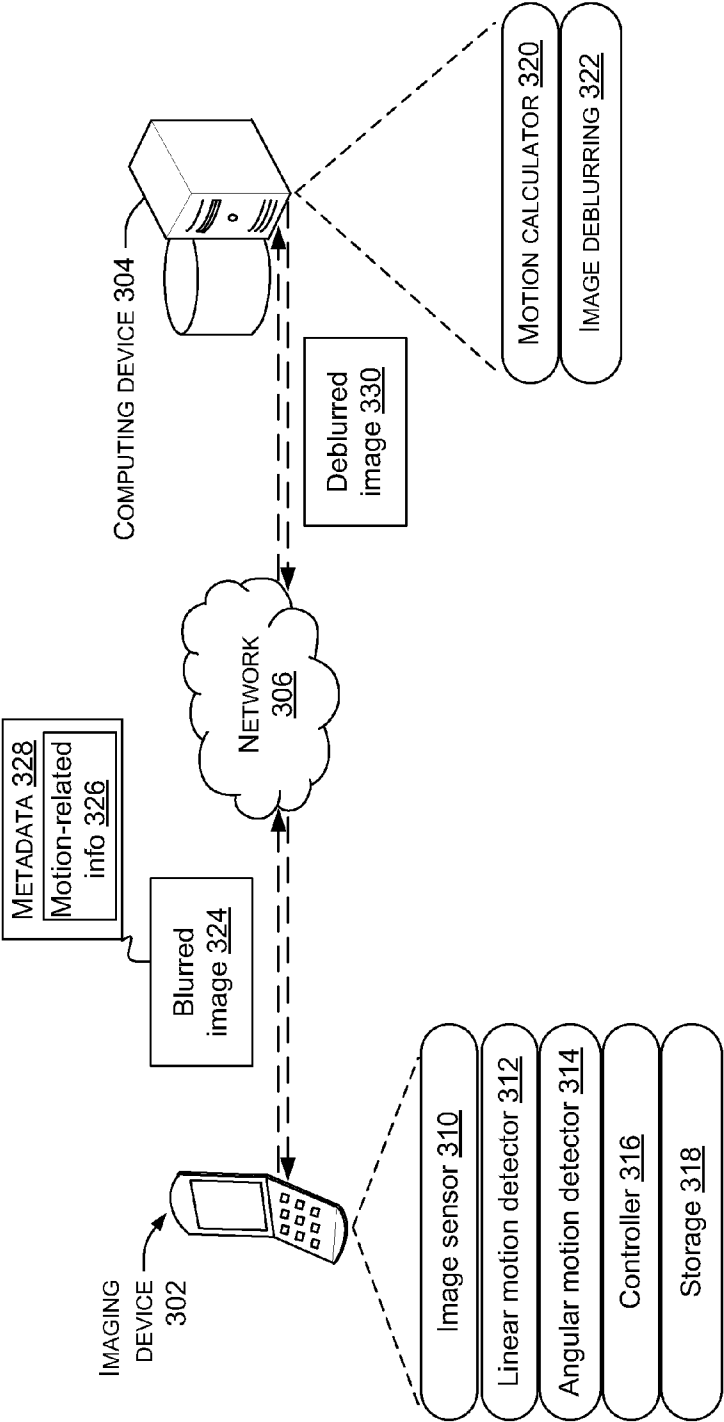 METADATA 328
Motion-related
info 326
Blurred
image 324
IMAGING
DEVICE
302
NETWORK
306
COMPUTING DEVICE 304
Deblurred
image 330
Image sensor 310
Linear motion detector 312
Angular motion detector 314
Controller 316
Storage 318
MOTION CALCULATOR 320
IMAGE DEBLURRING 322